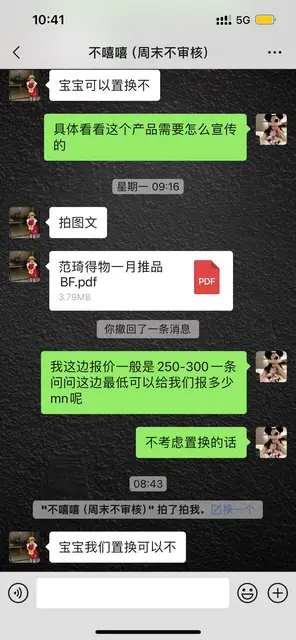 10:41
5G
不嘻嘻（周末不审核）
宝宝可以置换不
具体看看这个产品需要怎么宣传
的
星期一 09:16
拍图文
范琦得物一月推品
BF.pdf
PDF
3.79MB
你撤回了一条消息
我这边报价一般是250-300一条
问问这边最低可以给我们报多少
mn呢
不考虑置换的话
08:43
"不嘻嘻（周末不审核）"拍了拍我. 换一个
宝宝我们置换可以不